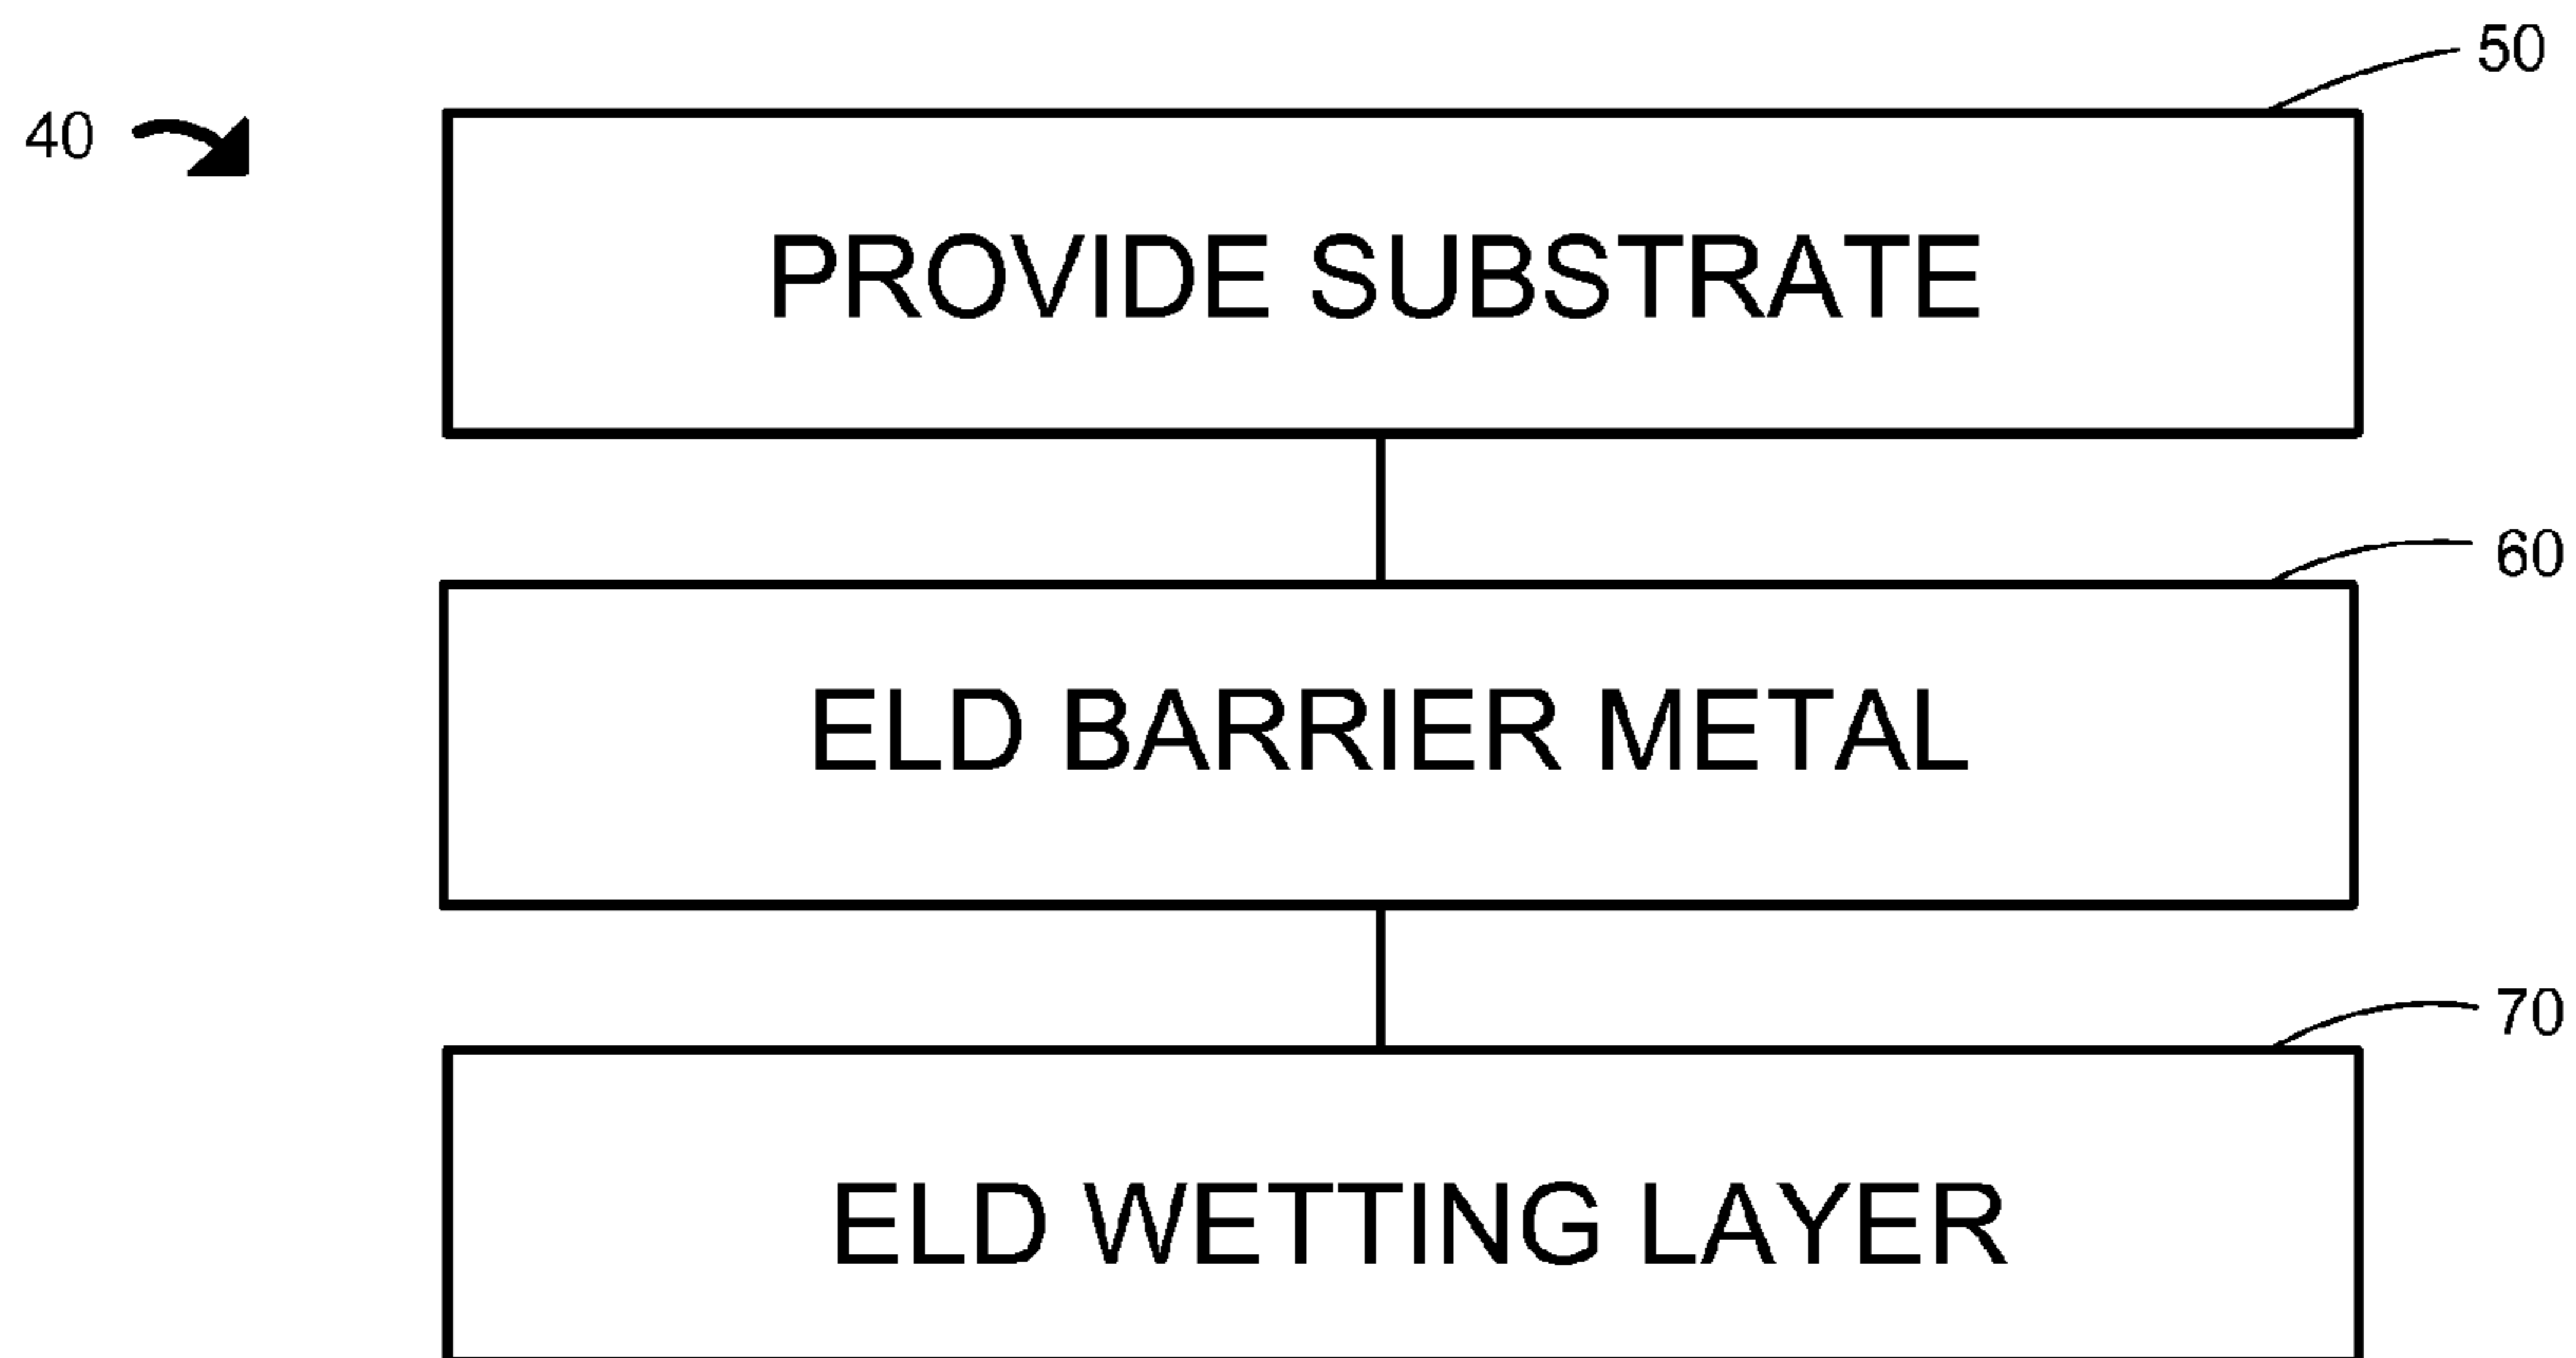 50
40
PROVIDE SUBSTRATE
60
ELD BARRIER METAL
70
ELD WETTING LAYER